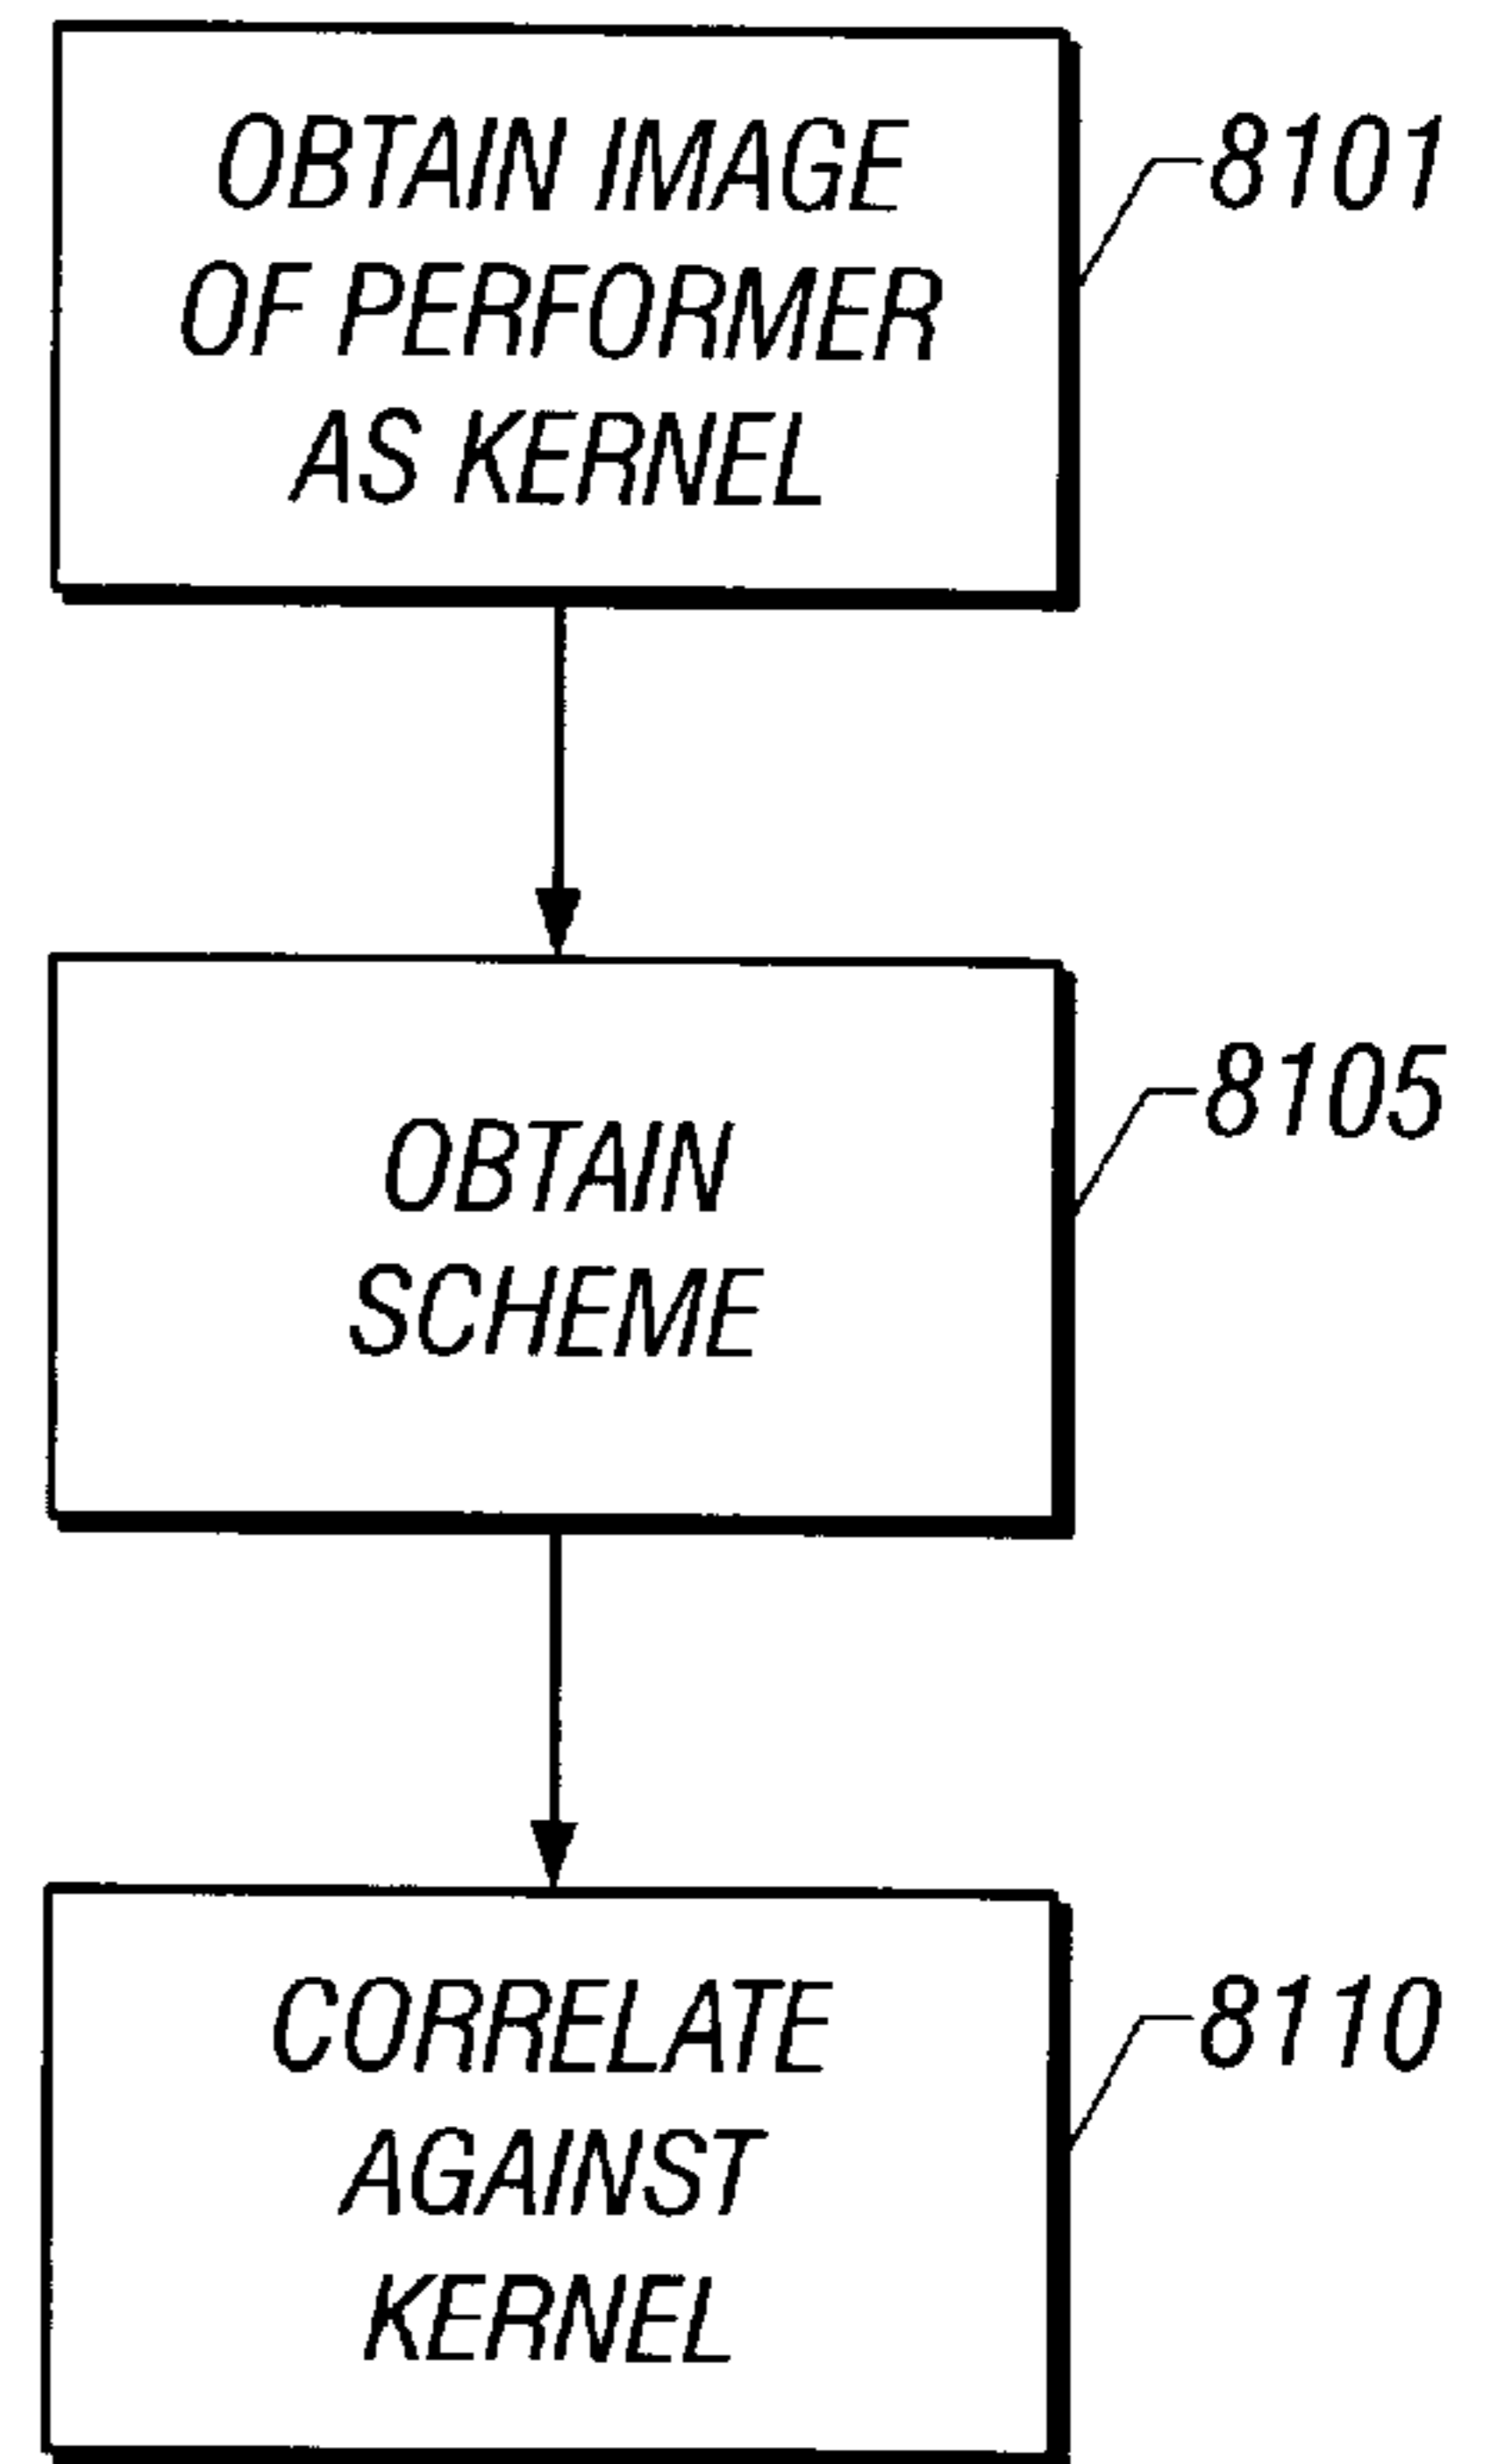 OBTAIN IMAGE
OF PERFORMER
AS KERNEL
8101
OBTAIN
SCHEME
8105
CORRELATE
AGAINST
KERNEL
8110